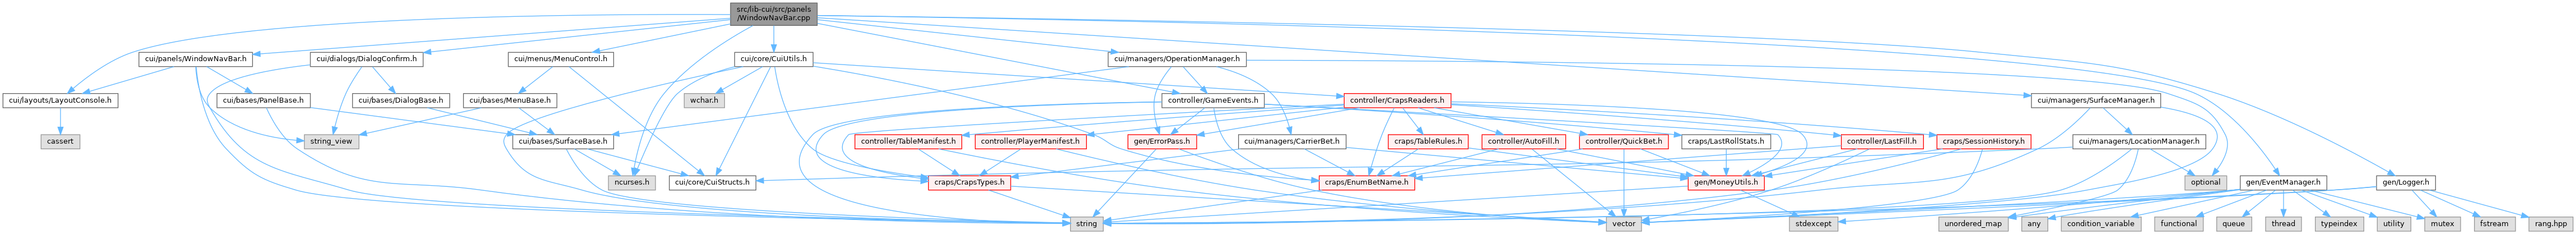 src/lib-cui/src/panels
/WindowNavBar.cpp
cui/panels/WindowNavBar.h
cui/dialogs/DialogConfirm.h
cui/menus/MenuControl.h
cui/core/CuiUtils.h
cui/managers/OperationManager.h
cui/layouts/LayoutConsole.h
cui/bases/PanelBase.h
cui/bases/DialogBase.h
cui/bases/MenuBase.h
wchar.h
controller/GameEvents.h
controller/CrapsReaders.h
cui/managers/SurfaceManager.h
cassert
string_view
cui/bases/SurfaceBase.h
controller/TableManifest.h
controller/PlayerManifest.h
gen/ErrorPass.h
cui/managers/CarrierBet.h
craps/TableRules.h
controller/AutoFill.h
controller/QuickBet.h
craps/LastRollStats.h
controller/LastFill.h
craps/SessionHistory.h
cui/managers/LocationManager.h
ncurses.h
cui/core/CuiStructs.h
craps/CrapsTypes.h
craps/EnumBetName.h
gen/MoneyUtils.h
optional
gen/EventManager.h
gen/Logger.h
string
vector
stdexcept
unordered_map
any
condition_variable
functional
queue
thread
typeindex
utility
mutex
fstream
rang.hpp